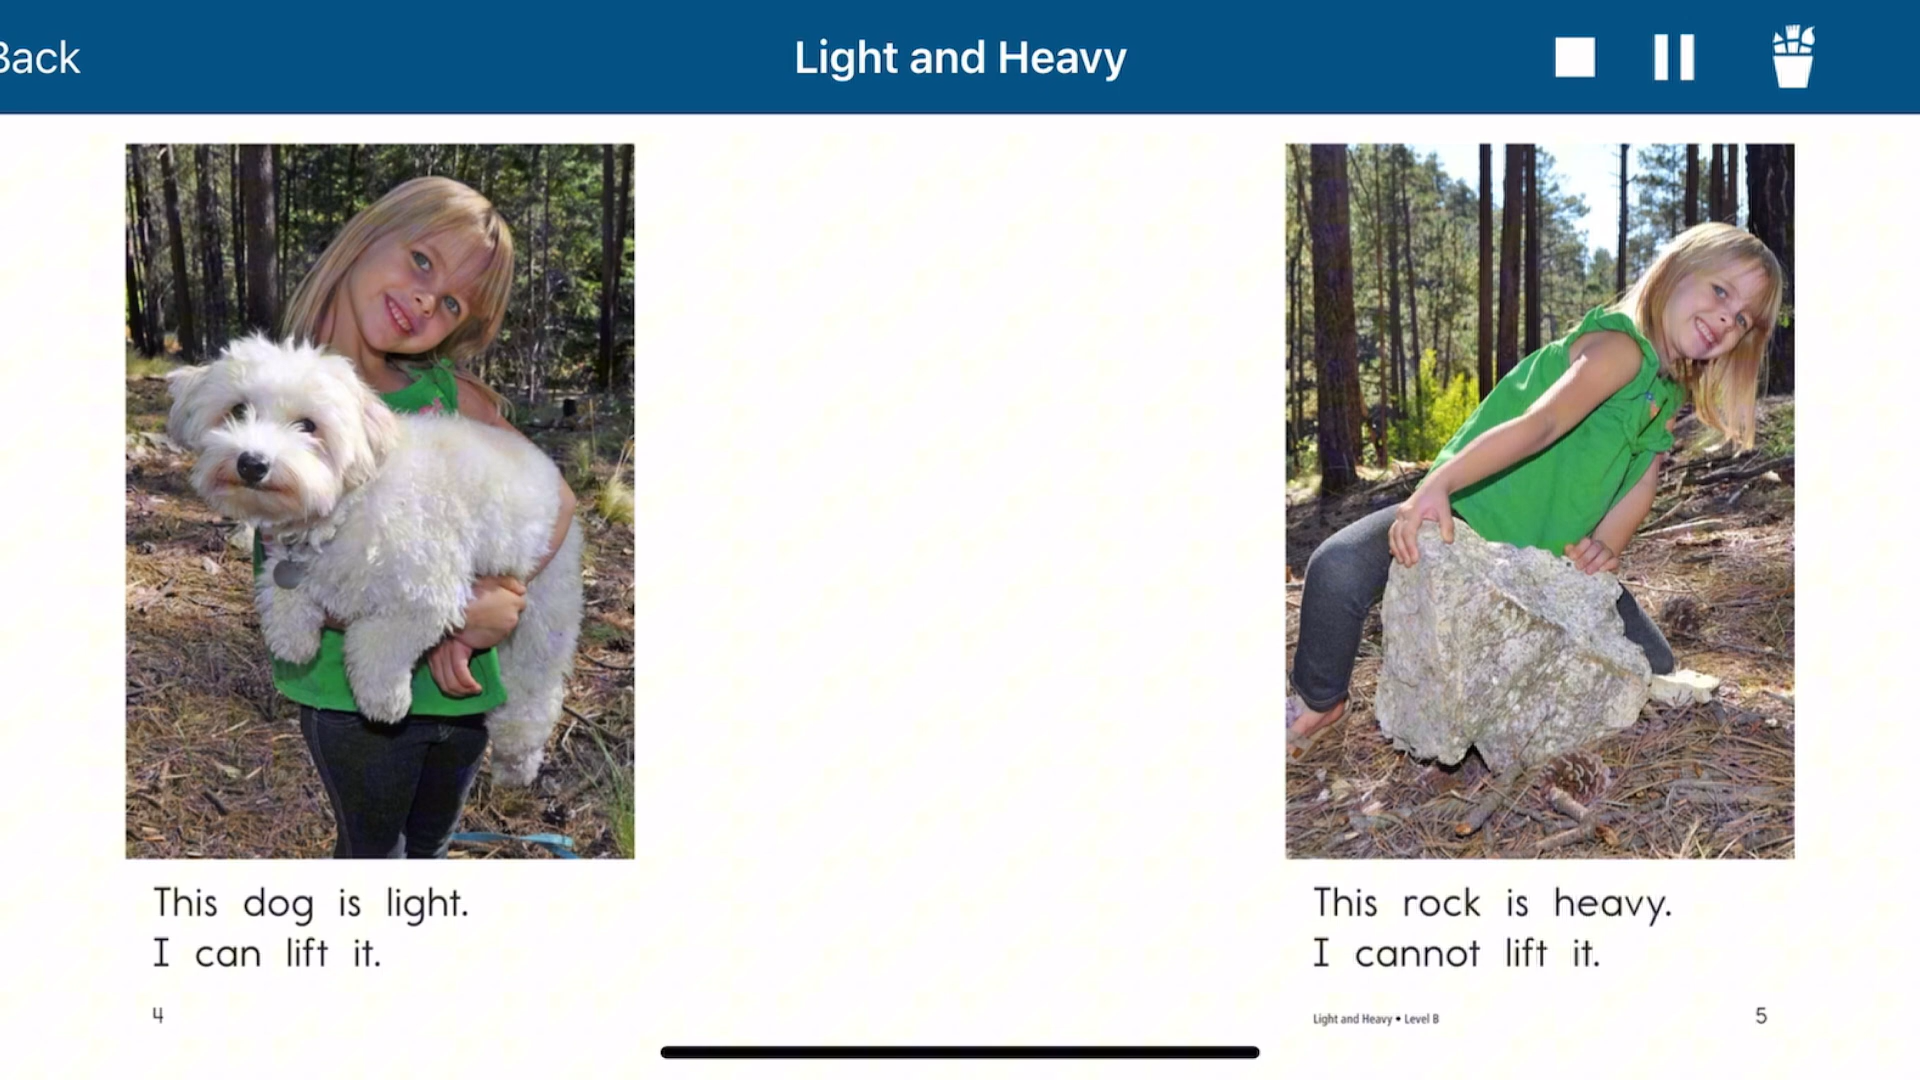 Back
Light and Heavy
This dog is light.
I can lift it.
4
This rock is heavy.
I cannot lift it.
Light and Heavy • Level B
5